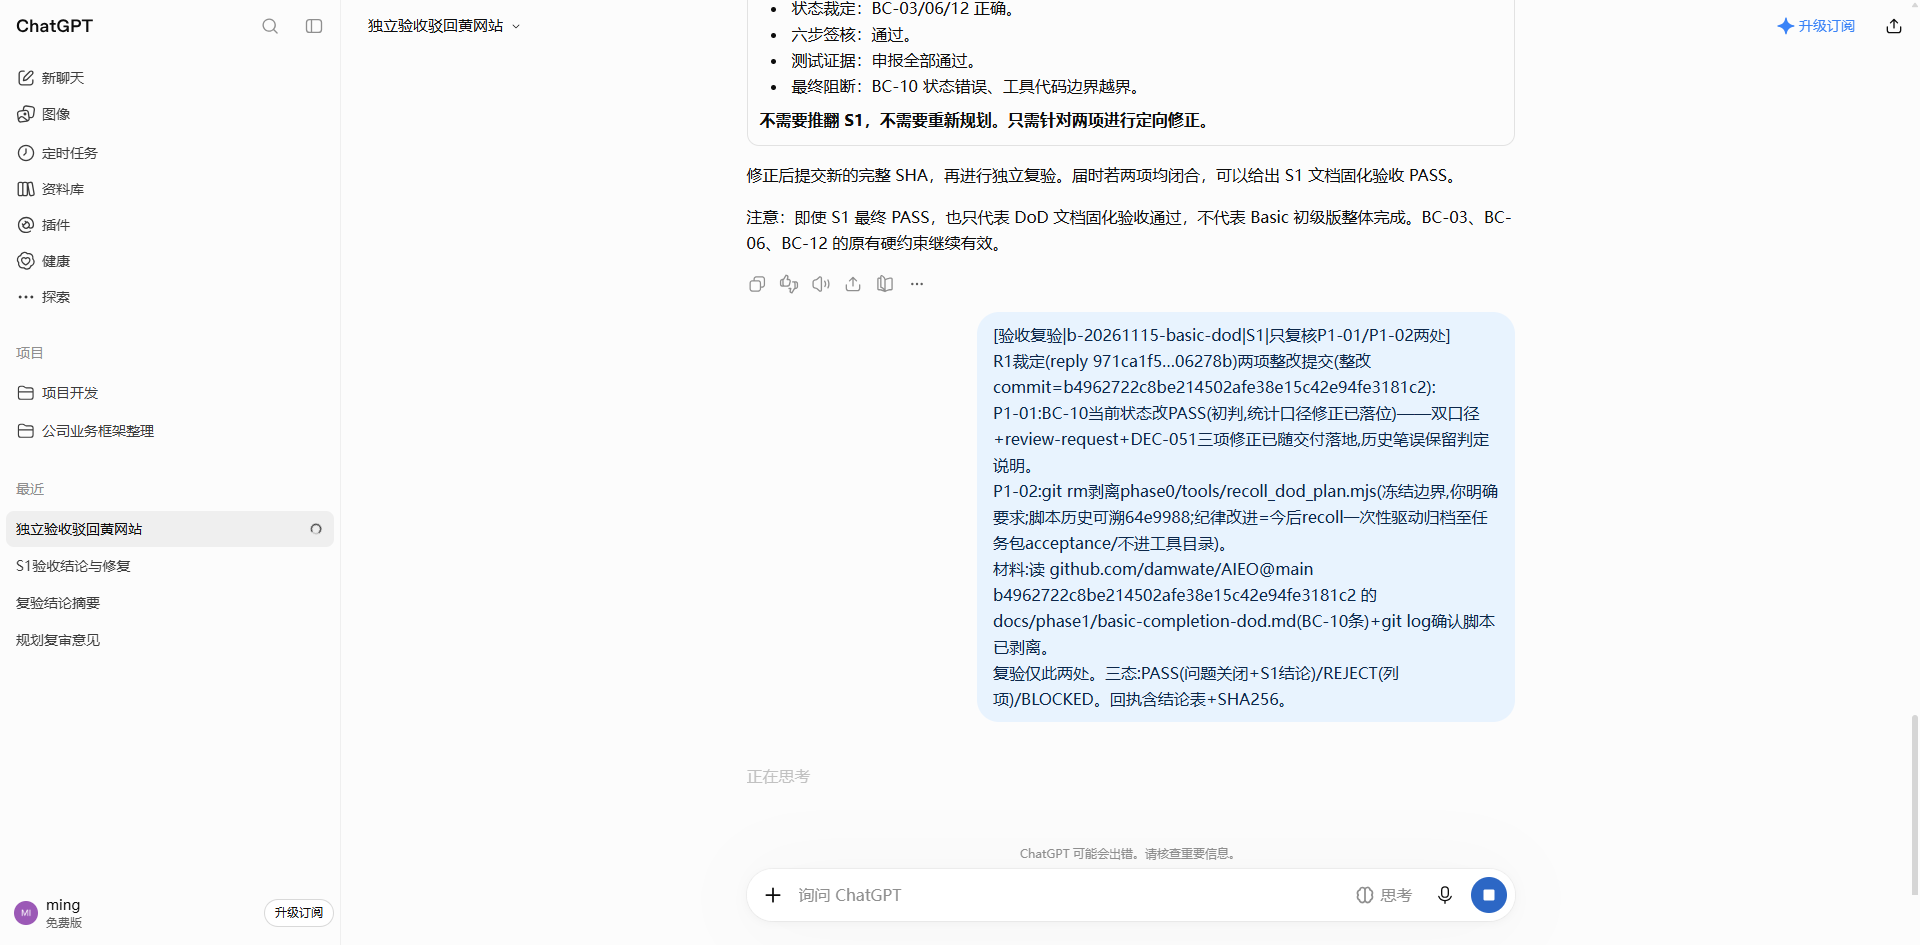 ChatGPT
新聊天
图像
定时任务
资料库
插件
健康
探索
项目
项目开发
公司业务框架整理
最近
独立验收驳回黄网站
S1验收结论与修复
复验结论摘要
规划复审意见
MI
ming
免费版
升级订阅
独立验收驳回黄网站
升级订阅
状态裁定：BC-03/06/12 正确。
六步签核：通过。
测试证据：申报全部通过。
最终阻断：BC-10 状态错误、工具代码边界越界。
不需要推翻 S1，不需要重新规划。只需针对两项进行定向修正。
修正后提交新的完整 SHA，再进行独立复验。届时若两项均闭合，可以给出 S1 文档固化验收 PASS。
注意：即使 S1 最终 PASS，也只代表 DoD 文档固化验收通过，不代表 Basic 初级版整体完成。BC-03、BC-
06、BC-12 的原有硬约束继续有效。
[验收复验|b-20261115-basic-dod|S1|只复核P1-01/P1-02两处]
R1裁定(reply 971ca1f5...06278b)两项整改提交(整改
commit=b4962722c8be214502afe38e15c42e94fe3181c2):
P1-01:BC-10当前状态改PASS(初判,统计口径修正已落位)——双口径
+review-request+DEC-051三项修正已随交付落地,历史笔误保留判定
说明。
P1-02:git rm剥离phase0/tools/recoll_dod_plan.mjs(冻结边界,你明确
要求;脚本历史可溯64e9988;纪律改进=今后recoll一次性驱动归档至任
务包acceptance/不进工具目录)。
材料:读 github.com/damwate/AIEO@main
b4962722c8be214502afe38e15c42e94fe3181c2 的
docs/phase1/basic-completion-dod.md(BC-10条)+git log确认脚本
已剥离。
复验仅此两处。三态:PASS(问题关闭+S1结论)/REJECT(列
项)/BLOCKED。回执含结论表+SHA256。
正在思考
ChatGPT 可能会出错。请核查重要信息。
询问 ChatGPT
思考